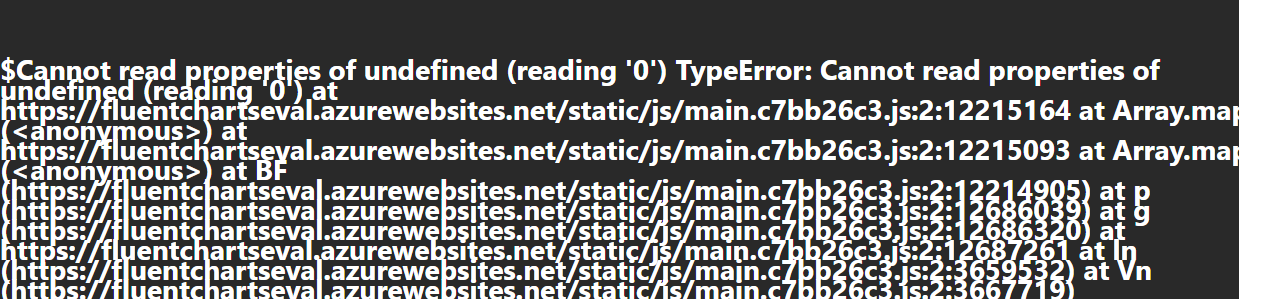 $Cannot read properties of undefined (reading '0') TypeError: Cannot read properties of
undefined (reading '0') at
https://fluentchartseval.azurewebsites.net/static/js/main.c7bb26c3.js:2:12215164 at Array.map
(<anonymous>) at
https://fluentchartseval.azurewebsites.net/static/js/main.c7bb26c3.js:2:12215093 at Array.map
(<anonymous>) at BF
(https://fluentchartseval.azurewebsites.net/static/js/main.c7bb26c3.js:2:12214905) at p
(https://fluentchartseval.azurewebsites.net/static/js/main.c7bb26c3.js:2:12686039) at g
(https://fluentchartseval.azurewebsites.net/static/js/main.c7bb26c3.js:2:12686320) at
https://fluentchartseval.azurewebsites.net/static/js/main.c7bb26c3.js:2:12687261 at In
(https://fluentchartseval.azurewebsites.net/static/js/main.c7bb26c3.js:2:3659532) at Vn
(https://fluentchartseval.azurewebsites.net/static/js/main.c7bb26c3.js:2:3667719)